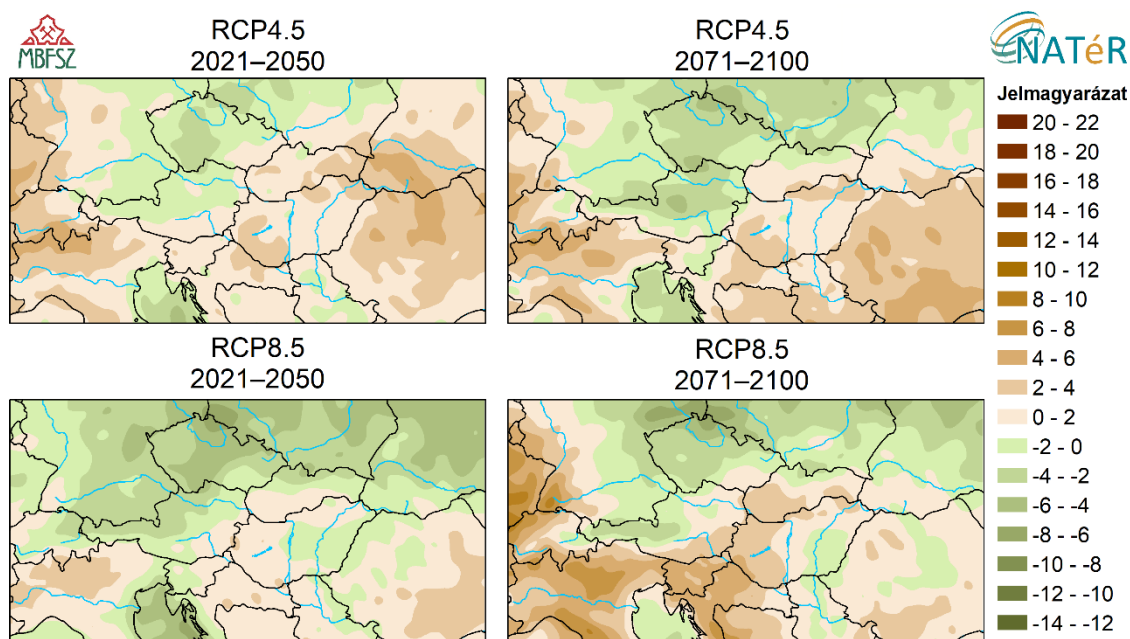 MBFSZ
RCP4.5
2021–2050
RCP4.5
2071–2100
NATéR
RCP8.5
2021–2050
RCP8.5
2071–2100
Jelmagyarázat
20 - 22
18 - 20
16 - 18
14 - 16
12 - 14
10 - 12
8 - 10
6 - 8
4 - 6
2 - 4
0 - 2
-2 - 0
-4 - -2
-6 - -4
-8 - -6
-10 - -8
-12 - -10
-14 - -12